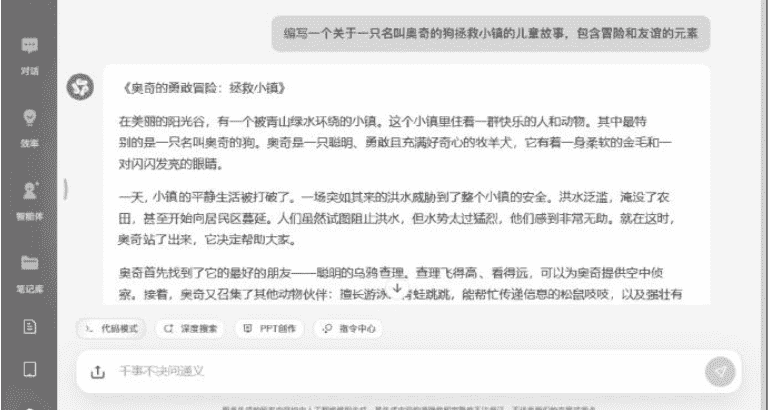 编写一个关于一只名叫奥奇的狗拯救小镇的儿童故事，包含冒险和友谊的元素
对话
《奥奇的勇敢冒险：拯救小镇》
在美丽的阳光谷，有一个被青山绿水环绕的小镇。这个小镇里住着一群快乐的人和动物。其中最特
别的是一只名叫奥奇的狗。奥奇是一只聪明、勇敢且充满好奇心的牧羊犬，它有着一身柔软的金毛和一
对闪闪发亮的眼睛。
效率
一天，小镇的平静生活被打破了。一场突如其来的洪水威胁到了整个小镇的安全。洪水泛滥，淹没了农
田，甚至开始向居民区蔓延。人们虽然试图阻止洪水，但水势太过猛烈，他们感到非常无助。就在这时，
奥奇站了出来，它决定帮助大家。
智能体
奥奇首先找到了它的最好的朋友——聪明的乌鸦查理。查理飞得高、看得远，可以为奥奇提供空中侦
察。接着，奥奇又召集了其他动物伙伴：擅长游泳 蛙跳跳，能帮忙传递信息的松鼠吱吱，以及强壮有
笔记库
代码模式
深度搜索
PPT创作
指令中心
千事不决问通义